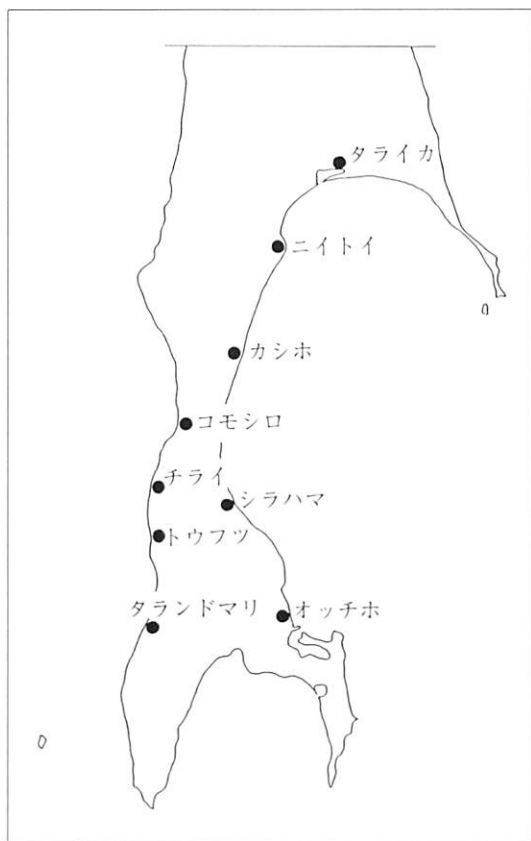 タライカ
ニイトイ
カシホ
コモシロ
チライ
シラハマ
トウフツ
タランドマリ
オッチホ